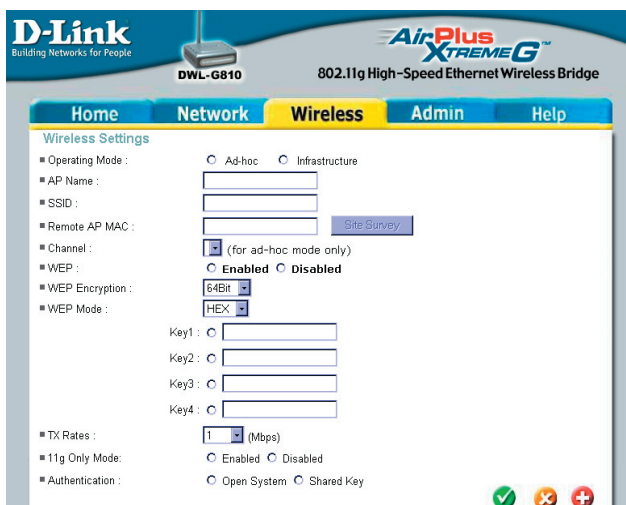 D-Link
Building Networks for People
AirPlus
XTREME G™
DWL-G810
802.11g High-Speed Ethernet Wireless Bridge
Home Network Wireless Admin Help
Wireless Settings
Operating Mode : Ad-hoc Infrastructure
AP Name :
SSID :
Remote AP MAC : Site Survey
Channel : (for ad-hoc mode only)
WEP : Enabled Disabled
WEP Encryption : 64Bit
WEP Mode : HEX
Key1 :
Key2 :
Key3 :
Key4 :
TX Rates : 1 (Mbps)
11g Only Mode: Enabled Disabled
Authentication : Open System Shared Key